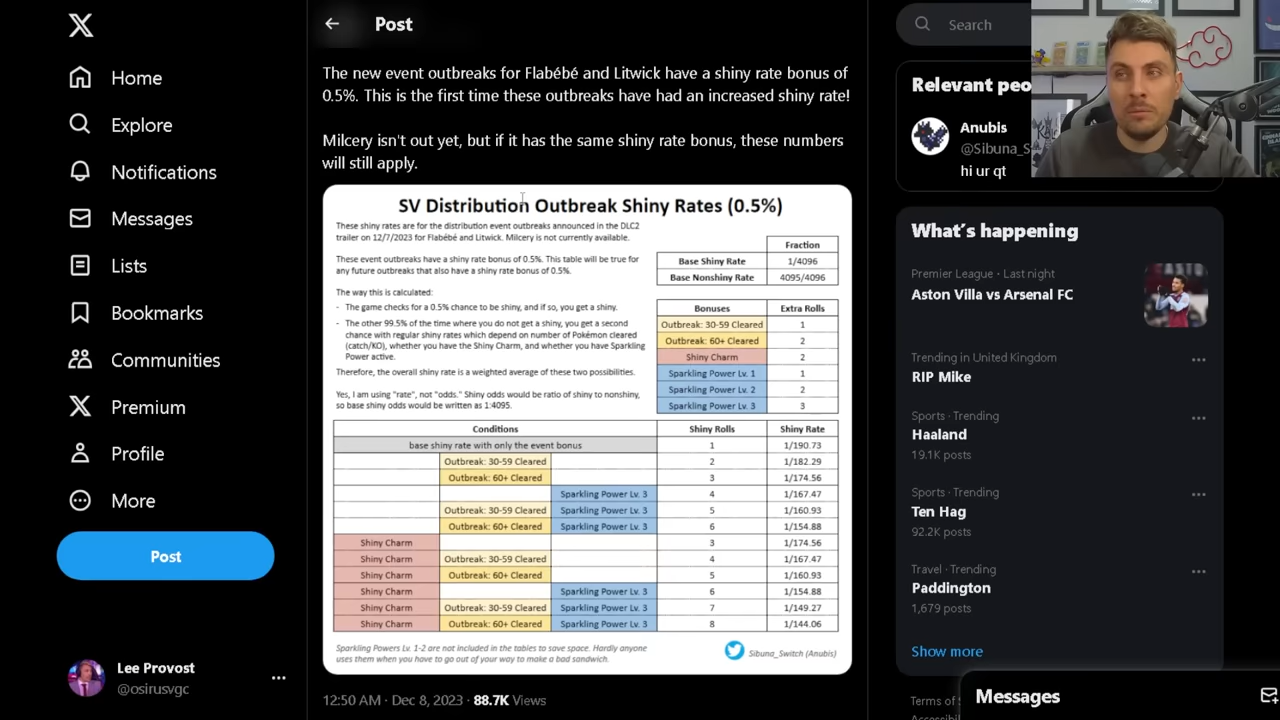 Post
Search
Home
Explore
Notifications
Messages
Lists
Bookmarks
Communities
Premium
Profile
More
Post
Lee Provost
@osirusvgc
The new event outbreaks for Flabébé and Litwick have a shiny rate bonus of
0.5%. This is the first time these outbreaks have had an increased shiny rate!
Milcery isn't out yet, but if it has the same shiny rate bonus, these numbers
will still apply.
SV Distribution Outbreak Shiny Rates (0.5%)
These shiny rates are for the distribution event outbreaks announced in the DLC2
trailer on 12/7/2023 for Flabébé and Litwick. Milcery is not currently available.
These event outbreaks have a shiny rate bonus of 0.5%. This table will be true for
any future outbreaks that also have a shiny rate bonus of 0.5%.
The way this is calculated:
- The game checks for a 0.5% chance to be shiny, and if so, you get a shiny.
- The other 99.5% of the time where you do not get a shiny, you get a second
chance with regular shiny rates which depend on number of Pokémon cleared
(catch/KO), whether you have the Shiny Charm, and whether you have Sparkling
Power active.
Therefore, the overall shiny rate is a weighted average of these two possibilities.
Yes, I am using "rate", not "odds." Shiny odds would be ratio of shiny to nonshiny,
so base shiny odds would be written as 1:4095.
Fraction
Base Shiny Rate 1/4096
Base Nonshiny Rate 4095/4096
Bonuses Extra Rolls
Outbreak: 30-59 Cleared 1
Outbreak: 60+ Cleared 2
Shiny Charm 2
Sparkling Power Lv. 1 1
Sparkling Power Lv. 2 2
Sparkling Power Lv. 3 3
Conditions Shiny Rolls Shiny Rate
base shiny rate with only the event bonus 1 1/190.73
Outbreak: 30-59 Cleared 2 1/182.29
Outbreak: 60+ Cleared 3 1/174.56
Sparkling Power Lv. 3 4 1/167.47
Outbreak: 30-59 Cleared Sparkling Power Lv. 3 5 1/160.93
Outbreak: 60+ Cleared Sparkling Power Lv. 3 6 1/154.88
Shiny Charm 3 1/174.56
Shiny Charm Outbreak: 30-59 Cleared 4 1/167.47
Shiny Charm Outbreak: 60+ Cleared 5 1/160.93
Shiny Charm Sparkling Power Lv. 3 6 1/154.88
Shiny Charm Outbreak: 30-59 Cleared Sparkling Power Lv. 3 7 1/149.27
Shiny Charm Outbreak: 60+ Cleared Sparkling Power Lv. 3 8 1/144.06
Sparkling Powers Lv. 1-2 are not included in the tables to save space. Hardly anyone
uses them when you have to go out of your way to make a bad sandwich.
Sibuna_Switch (Anubis)
12:50 AM · Dec 8, 2023 · 88.7K Views
Relevant peo
Anubis
@Sibuna_S
hi ur qt
What's happening
Premier League · Last night
Aston Villa vs Arsenal FC
Trending in United Kingdom
RIP Mike
Sports · Trending
Haaland
19.1K posts
Sports · Trending
Ten Hag
92.2K posts
Travel · Trending
Paddington
1,679 posts
Show more
Terms of
Messages